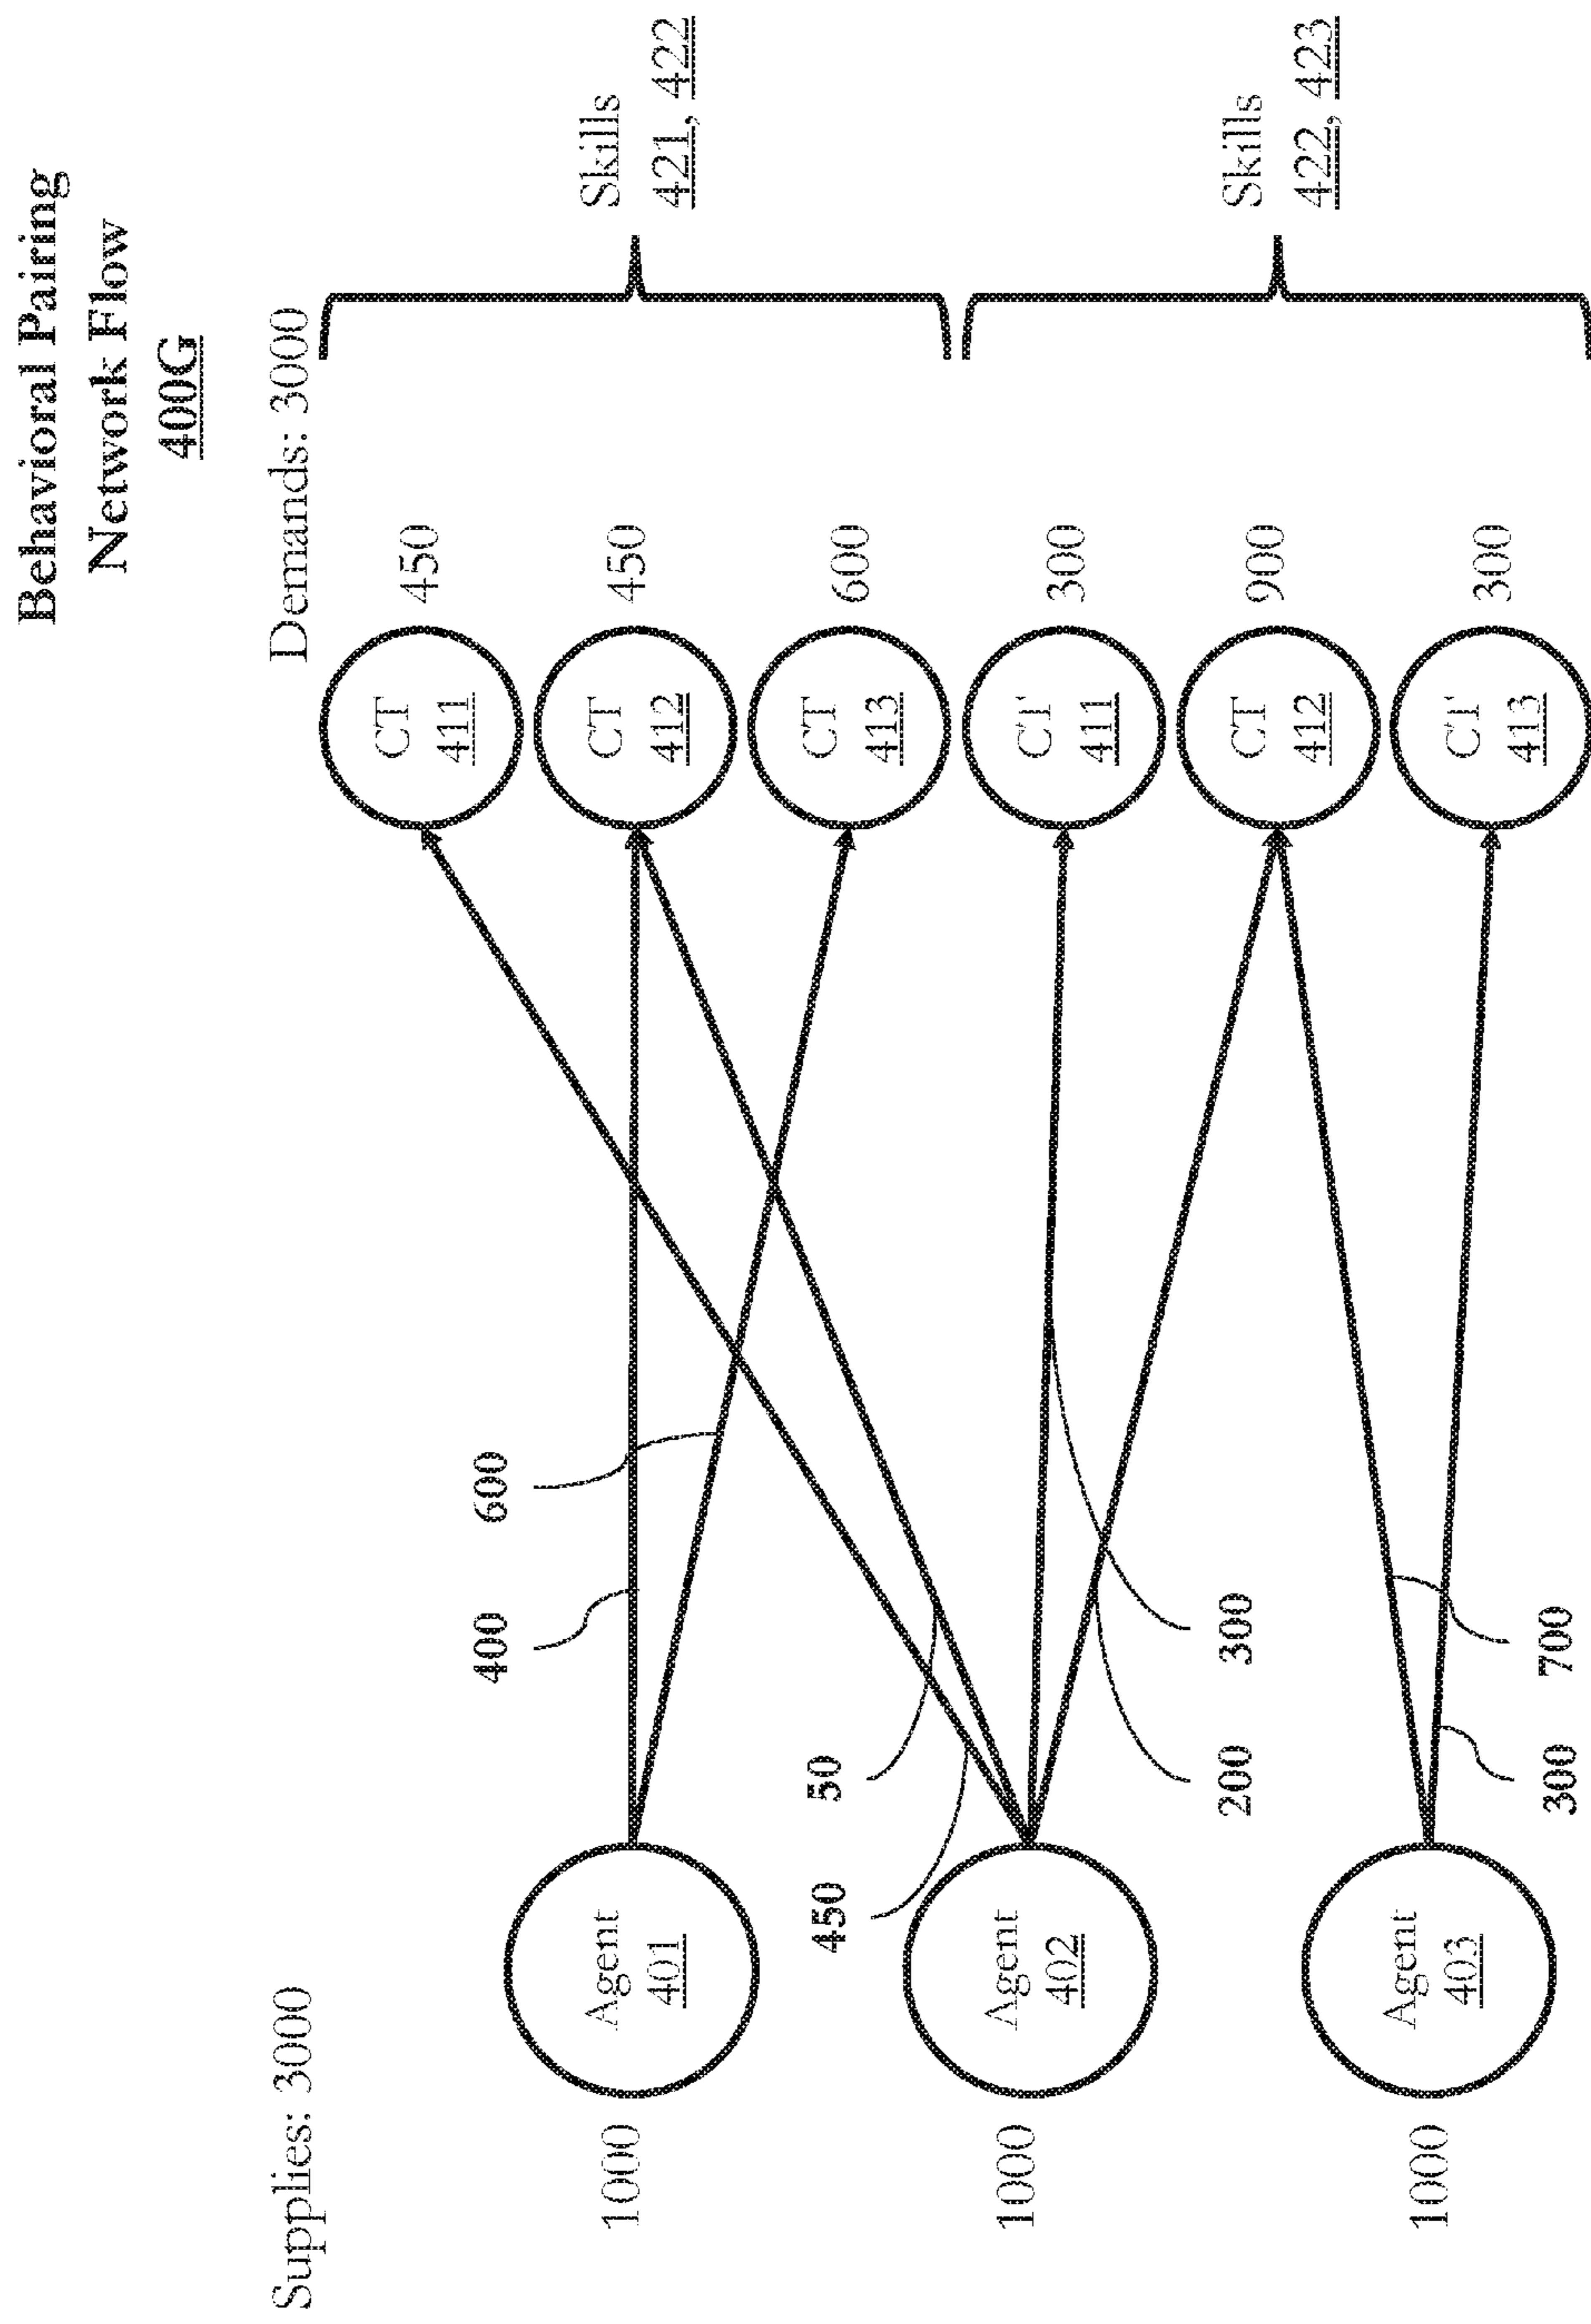 Behavioral Pairing
Network Flow
400G
Supplies: 3000
Demands: 3000
1000
Agent
401
1000
Agent
402
1000
Agent
403
400
600
450
50
200
300
300
700
CT
411
450
CT
412
450
CT
413
600
CT
411
300
CT
412
900
CT
413
300
Skills
421, 422
Skills
422, 423